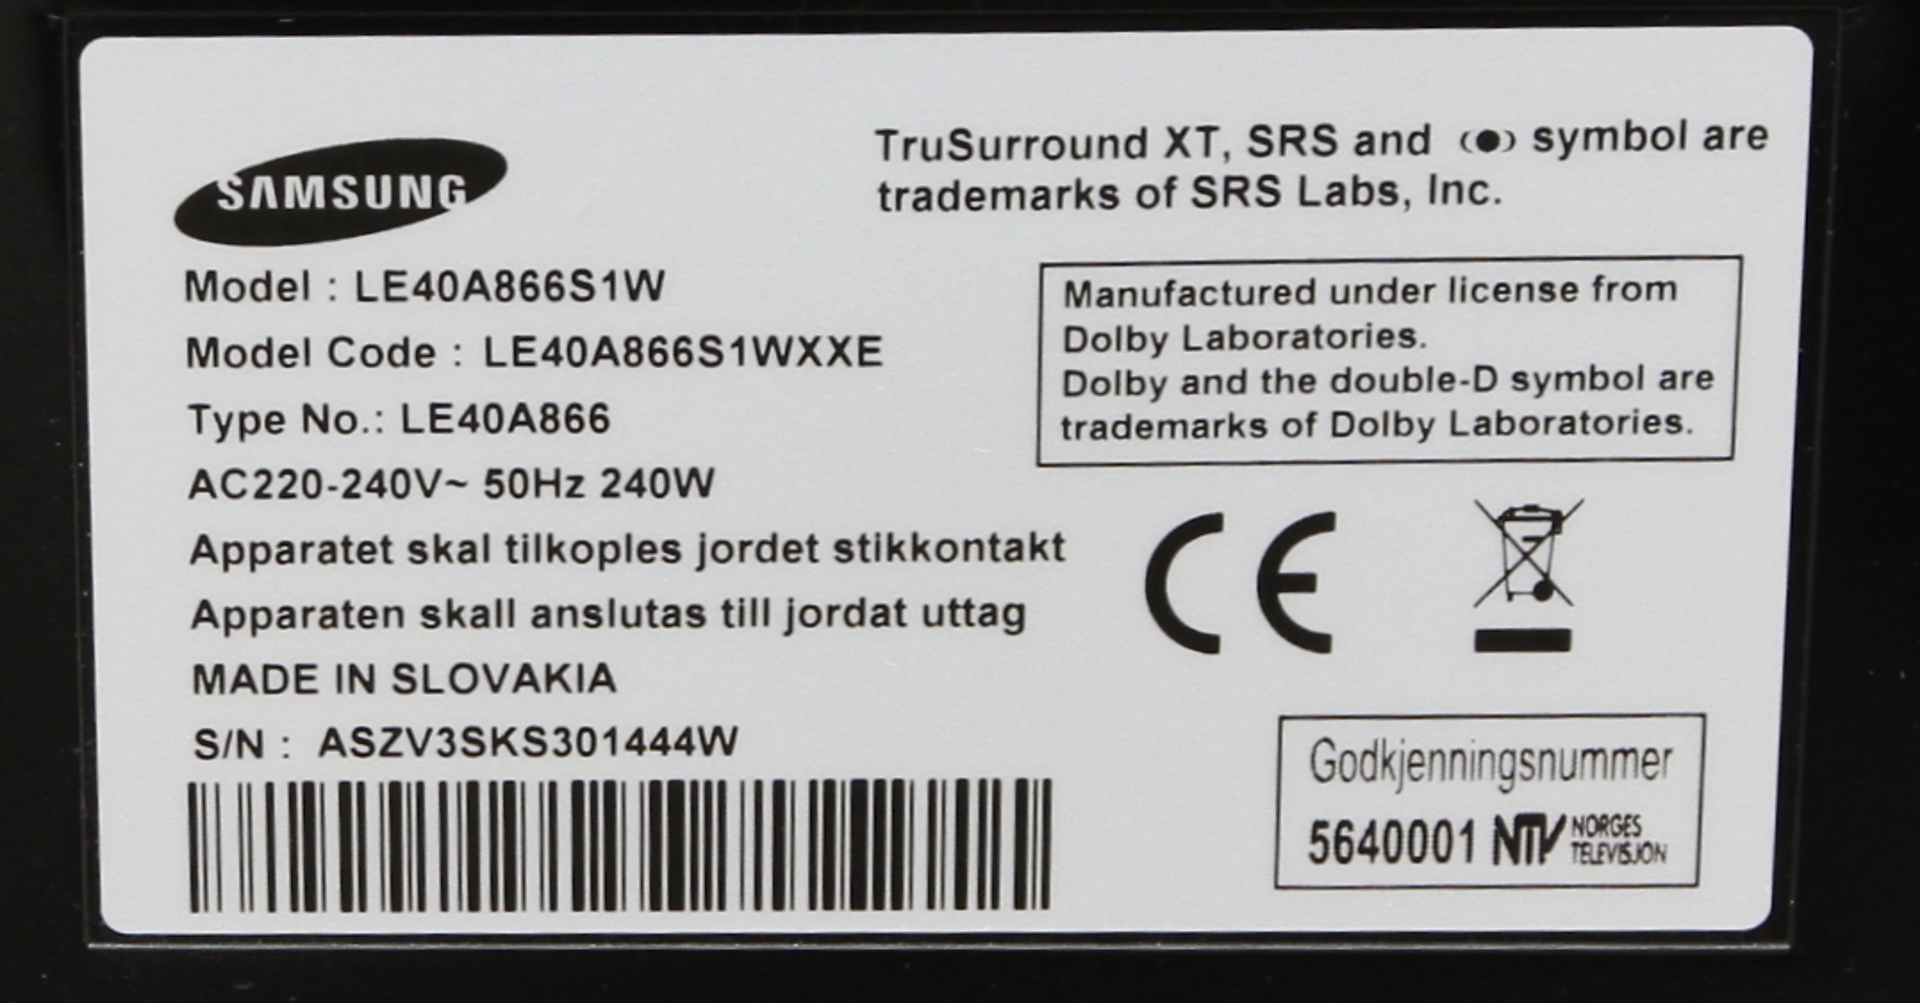 SAMSUNG
TruSurround XT, SRS and (●) symbol are
trademarks of SRS Labs, Inc.
Model : LE40A866S1W
Model Code : LE40A866S1WXXE
Type No.: LE40A866
AC220-240V~ 50Hz 240W
Apparatet skal tilkoples jordet stikkontakt
Apparaten skall anslutas till jordat uttag
MADE IN SLOVAKIA
S/N : ASZV3SKS301444W
Manufactured under license from
Dolby Laboratories.
Dolby and the double-D symbol are
trademarks of Dolby Laboratories.
CE
Godkjenningsnummer
5640001 NTV NORGES
TELEVISJON